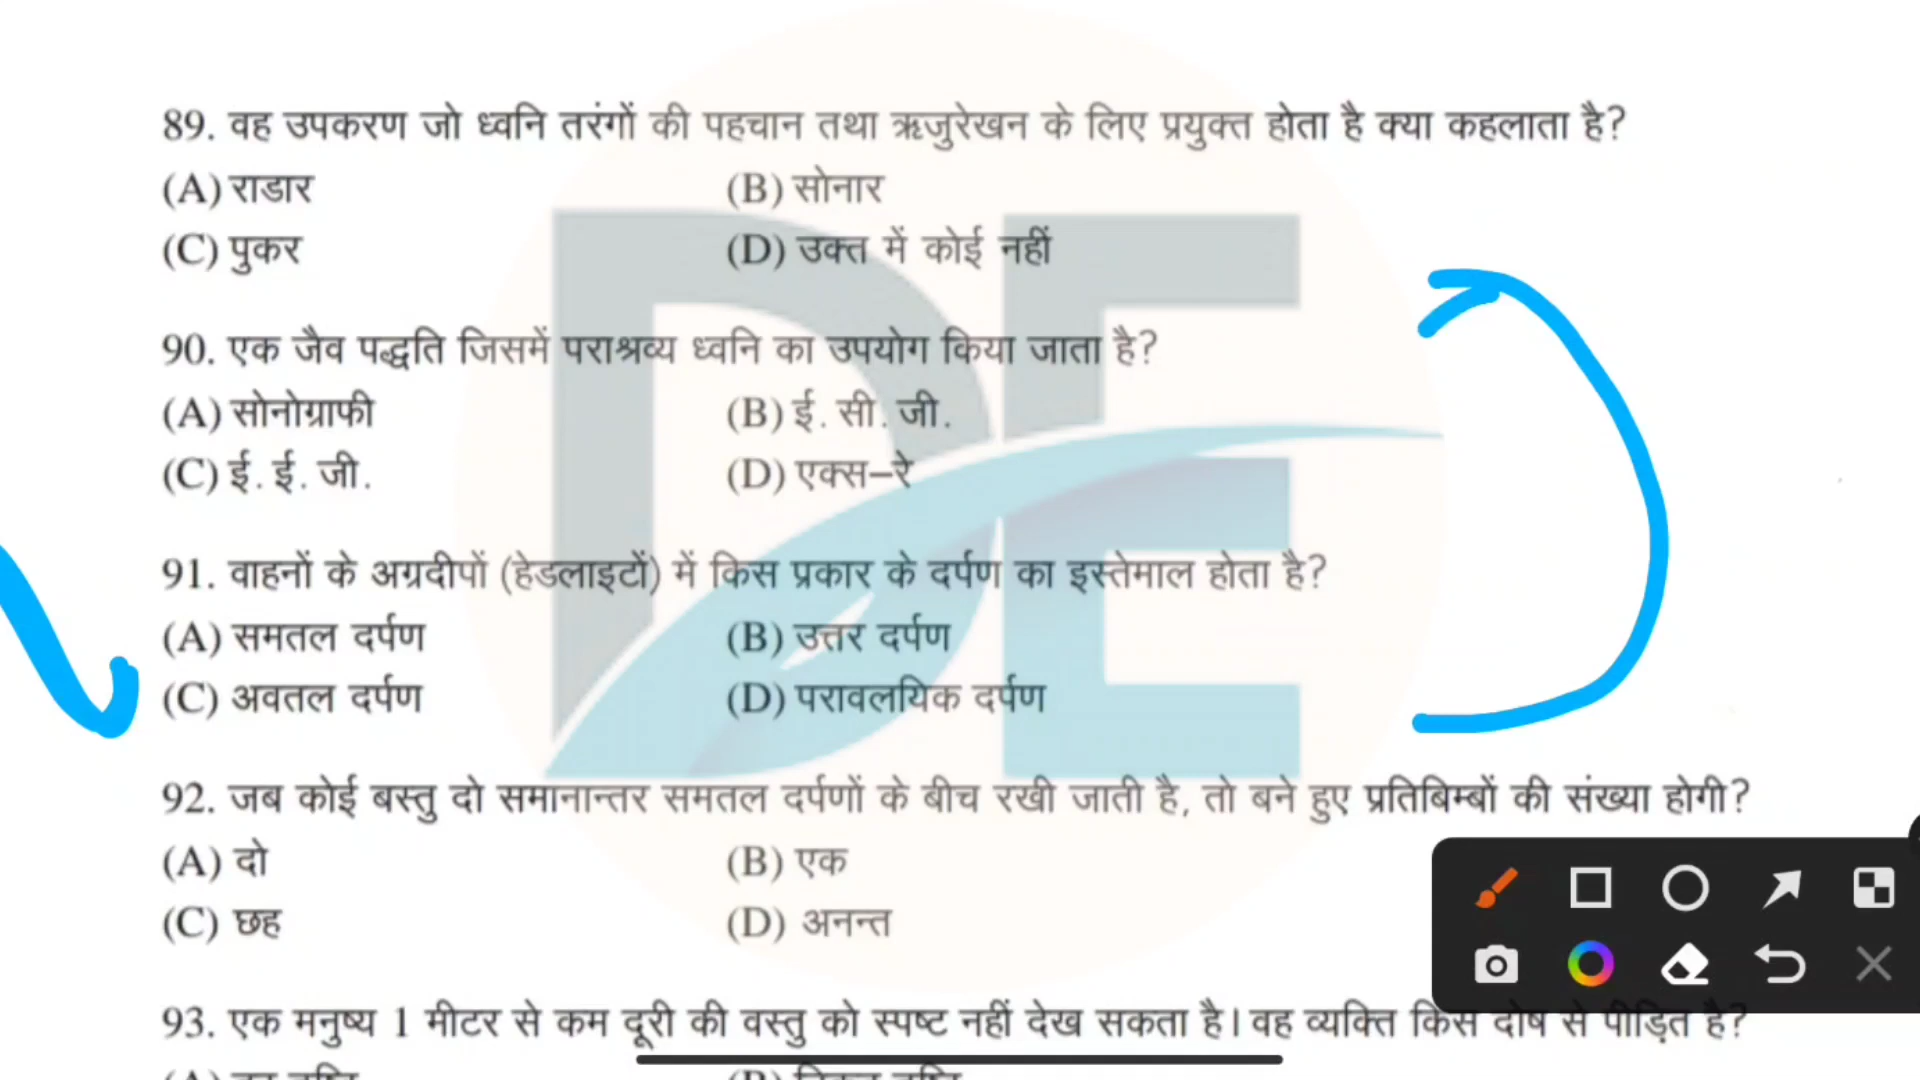 89. वह उपकरण जो ध्वनि तरंगों की पहचान तथा ऋजुरेखन के लिए प्रयुक्त होता है क्या कहलाता है?
(A) राडार (B) सोनार
(C) पुकर (D) उक्त में कोई नहीं
90. एक जैव पद्धति जिसमें पराश्रव्य ध्वनि का उपयोग किया जाता है?
(A) सोनोग्राफी (B) ई. सी. जी.
(C) ई. ई. जी. (D) एक्स–रे
91. वाहनों के अग्रदीपों (हेडलाइटों) में किस प्रकार के दर्पण का इस्तेमाल होता है?
(A) समतल दर्पण (B) उत्तर दर्पण
(C) अवतल दर्पण (D) परावलयिक दर्पण
92. जब कोई बस्तु दो समानान्तर समतल दर्पणों के बीच रखी जाती है, तो बने हुए प्रतिबिम्बों की संख्या होगी?
(A) दो (B) एक
(C) छह (D) अनन्त
93. एक मनुष्य 1 मीटर से कम दूरी की वस्तु को स्पष्ट नहीं देख सकता है। वह व्यक्ति किस दोष से पीड़ित है?
DE